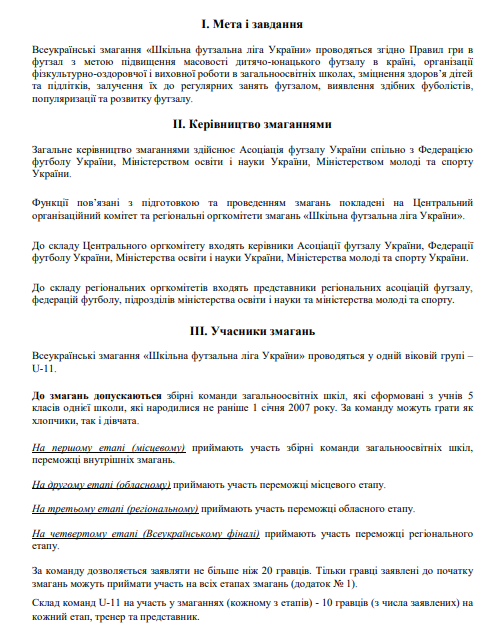 І. Мета і завдання
Всеукраїнські змагання «Шкільна футзальна ліга України» проводяться згідно Правил гри в
футзал з метою підвищення масовості дитячо-юнацького футзалу в країні, організації
фізкультурно-оздоровчої і виховної роботи в загальноосвітніх школах, зміцнення здоров’я дітей
та підлітків, залучення їх до регулярних занять футзалом, виявлення здібних футболістів,
популяризації та розвитку футзалу.
ІІ. Керівництво змаганнями
Загальне керівництво змаганнями здійснює Асоціація футзалу України спільно з Федерацією
футболу України, Міністерством освіти і науки України, Міністерством молоді та спорту
України.
Функції пов’язані з підготовкою та проведенням змагань покладені на Центральний
організаційний комітет та регіональні оргкомітети змагань «Шкільна футзальна ліга України».
До складу Центрального оргкомітету входять керівники Асоціації футзалу України, Федерації
футболу України, Міністерства освіти і науки України, Міністерства молоді та спорту України.
До складу регіональних оргкомітетів входять представники регіональних асоціацій футзалу,
федерацій футболу, підрозділів міністерства освіти і науки та міністерства молоді та спорту.
ІІІ. Учасники змагань
Всеукраїнські змагання «Шкільна футзальна ліга України» проводяться у одній віковій групі –
U-11.
До змагань допускаються збірні команди загальноосвітніх шкіл, які сформовані з учнів 5
класів однієї школи, які народилися не раніше 1 січня 2007 року. За команду можуть грати як
хлопчики, так і дівчата.
На першому етапі (місцевому) приймають участь збірні команди загальноосвітніх шкіл,
переможці внутрішніх змагань.
На другому етапі (обласному) приймають участь переможці місцевого етапу.
На третьому етапі (регіональному) приймають участь переможці обласного етапу.
На четвертому етапі (Всеукраїнському фіналі) приймають участь переможці регіонального
етапу.
За команду дозволяється заявляти не більше ніж 20 гравців. Тільки гравці заявлені до початку
змагань можуть приймати участь на всіх етапах змагань (додаток № 1).
Склад команд U-11 на участь у змаганнях (кожному з етапів) - 10 гравців (з числа заявлених) на
кожний етап, тренер та представник.